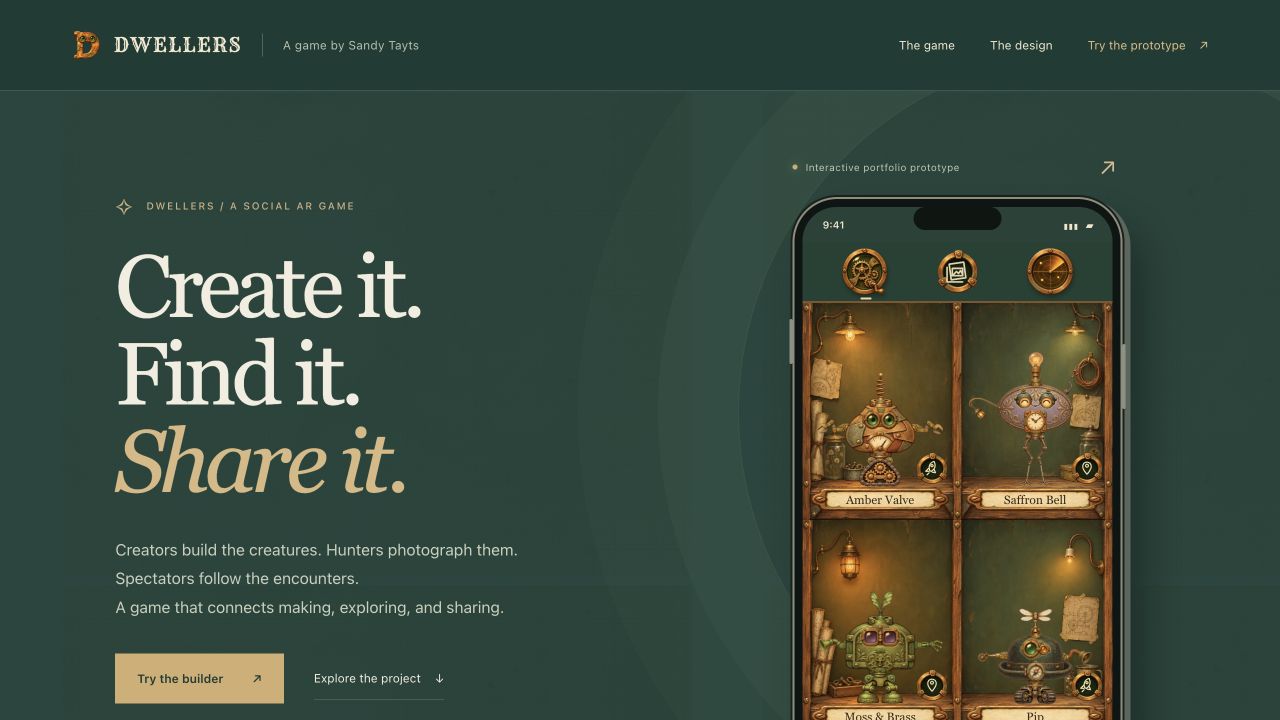 DWELLERS
A game by Sandy Tayts
The game
The design
Try the prototype ↗
Interactive portfolio prototype
DWELLERS / A SOCIAL AR GAME
Create it.
Find it.
Share it.
Creators build the creatures. Hunters photograph them.
Spectators follow the encounters.
A game that connects making, exploring, and sharing.
Try the builder ↗
Explore the project ↓
9:41
Amber Valve
Saffron Bell
Moss & Brass
Pip